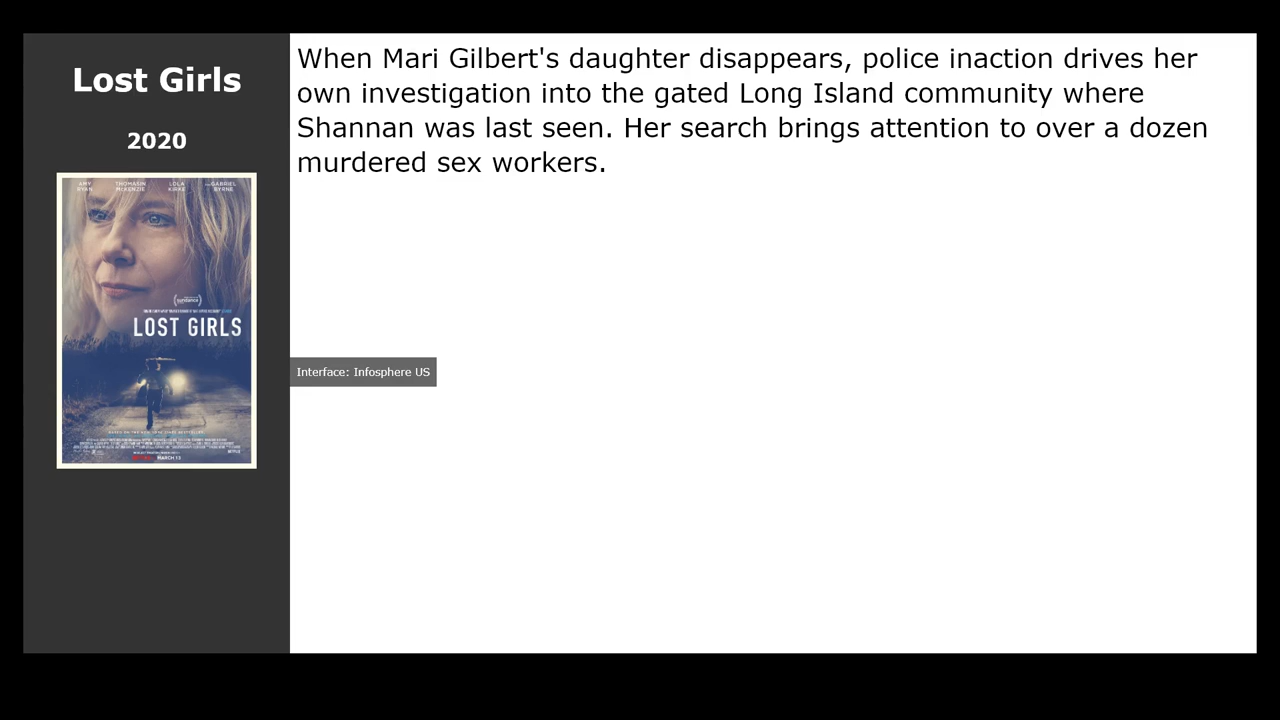 Lost Girls
2020
When Mari Gilbert's daughter disappears, police inaction drives her
own investigation into the gated Long Island community where
Shannan was last seen. Her search brings attention to over a dozen
murdered sex workers.
AMY RYAN THOMASIN MCKENZIE LOLA KIRKE GABRIEL BYRNE
sundance
LOST GIRLS
MARCH 13
NETFLIX
Interface: Infosphere US